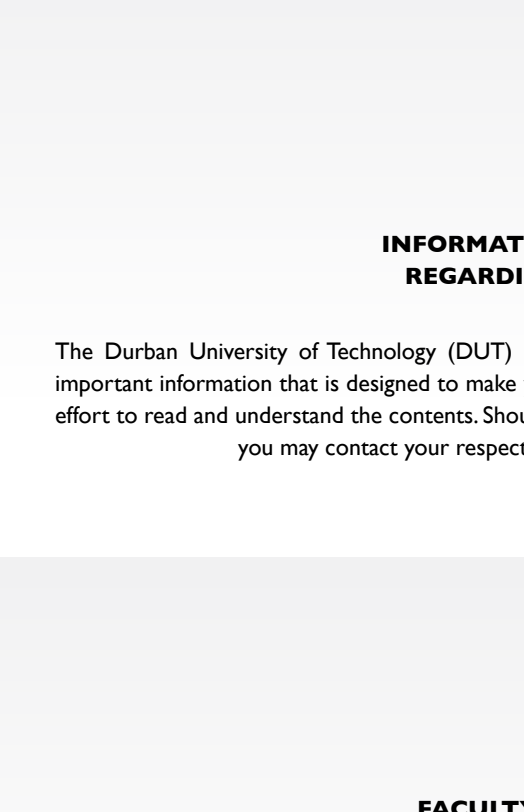 INFORMAT
REGARDI
The Durban University of Technology (DUT)
important information that is designed to make
effort to read and understand the contents. Shou
you may contact your respect
FACULTY